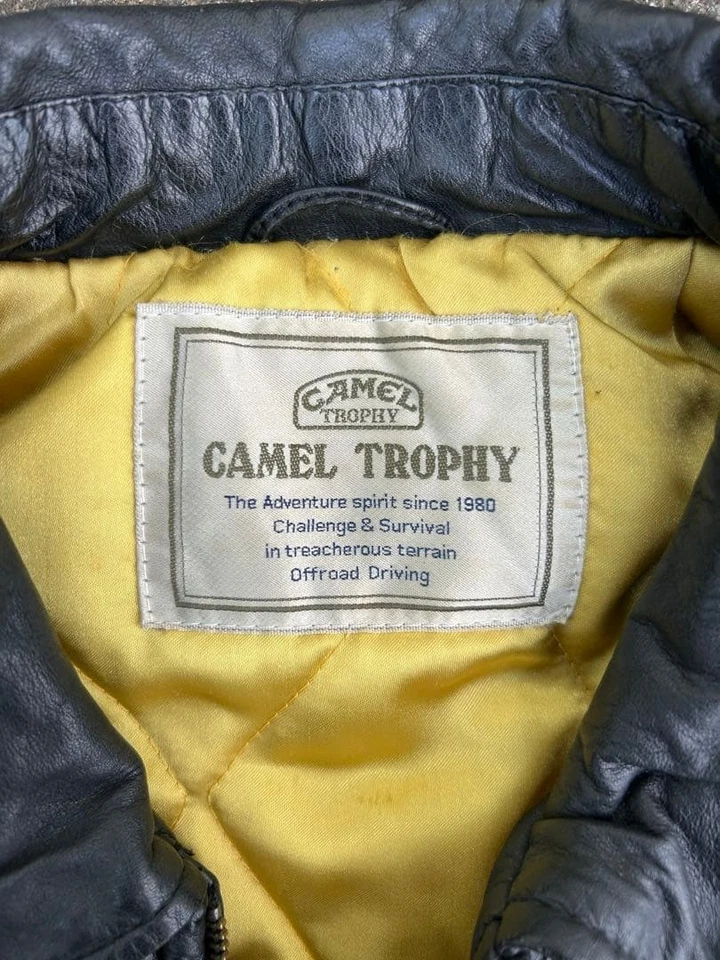 CAMEL
TROPHY
CAMEL TROPHY
The Adventure spirit since 1980
Challenge & Survival
in treacherous terrain
Offroad Driving